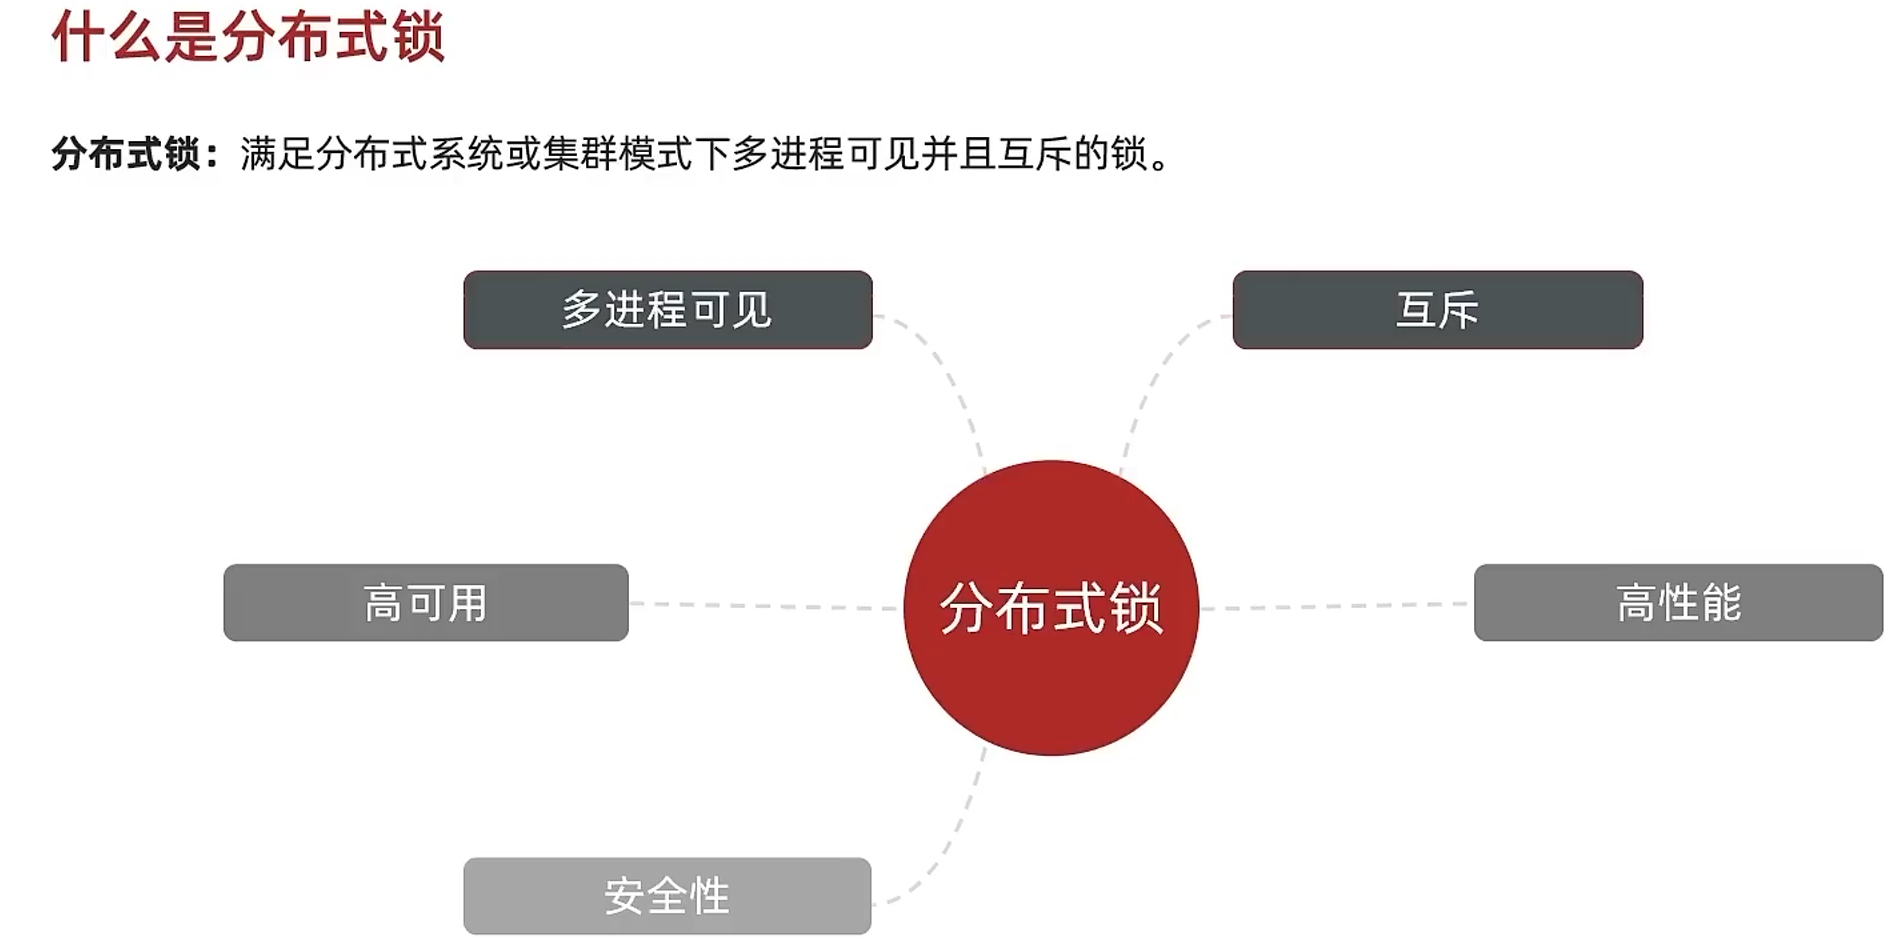 什么是分布式锁
分布式锁：满足分布式系统或集群模式下多进程可见并且互斥的锁。
多进程可见
互斥
高可用
分布式锁
高性能
安全性